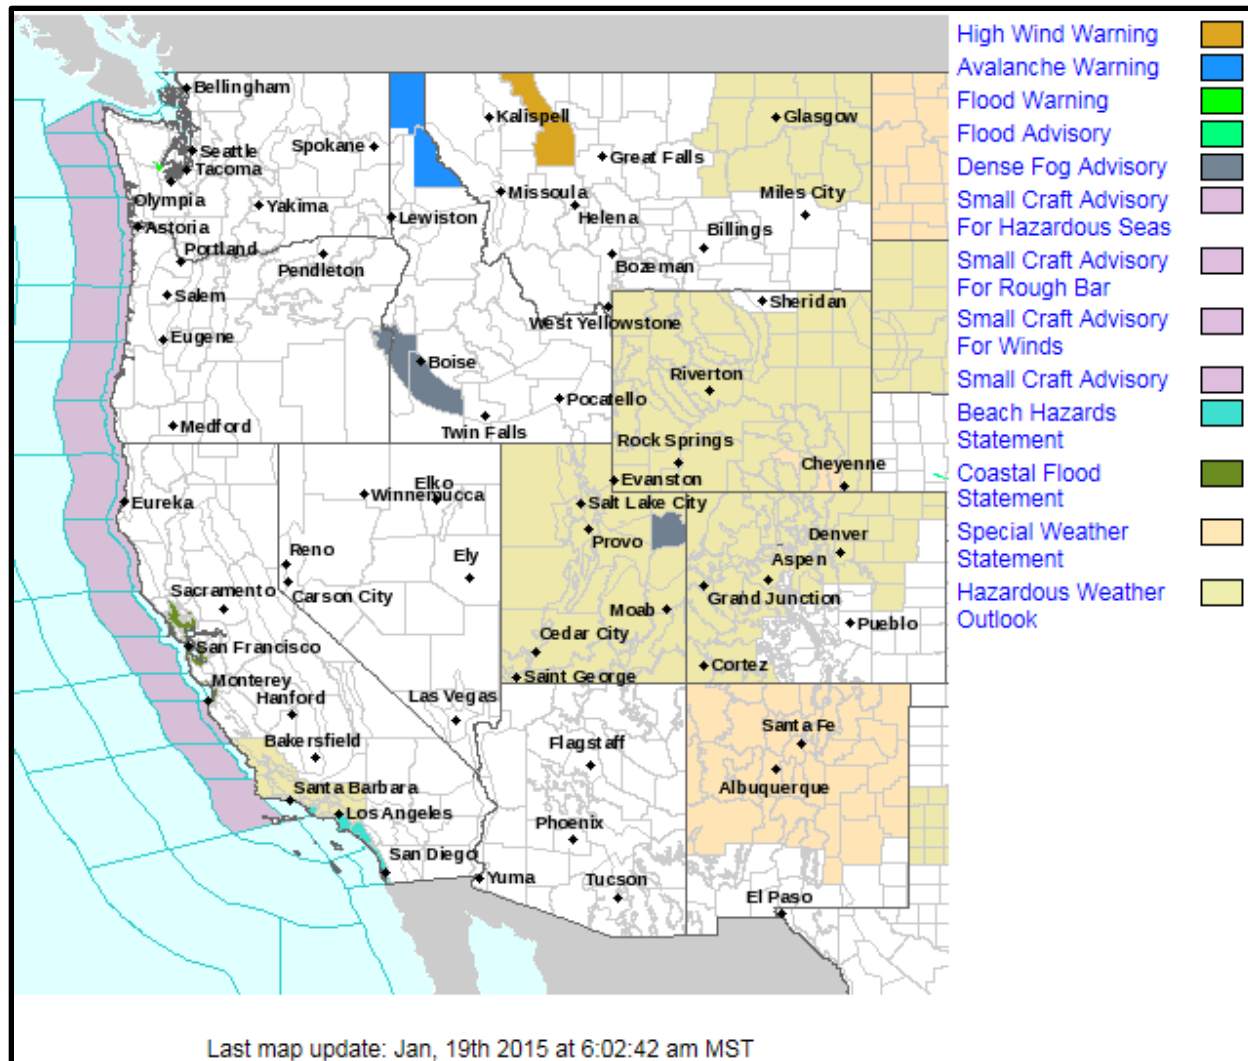 High Wind Warning
Avalanche Warning
Flood Warning
Flood Advisory
Dense Fog Advisory
Small Craft Advisory
For Hazardous Seas
Small Craft Advisory
For Rough Bar
Small Craft Advisory
For Winds
Small Craft Advisory
Beach Hazards
Statement
Coastal Flood
Statement
Special Weather
Statement
Hazardous Weather
Outlook
Bellingham
Kalispell
Glasgow
Seattle
Spokane
Great Falls
Tacoma
Missoula
Miles City
Olympia
Yakima
Lewiston
Helena
Astoria
Billings
Portland
Pendleton
Bozeman
Salem
Sheridan
West Yellowstone
Eugene
Boise
Riverton
Pocatello
Medford
Twin Falls
Rock Springs
Cheyenne
Evanston
Elko
Winnemucca
Eureka
Salt Lake City
Provo
Denver
Reno
Ely
Aspen
Sacramento
Carson City
Grand Junction
Moab
Pueblo
Cedar City
San Francisco
Cortez
Saint George
Monterey
Hanford
Las Vegas
Santa Fe
Bakersfield
Flagstaff
Albuquerque
Santa Barbara
Los Angeles
Phoenix
San Diego
Yuma
Tucson
El Paso
Last map update: Jan, 19th 2015 at 6:02:42 am MST